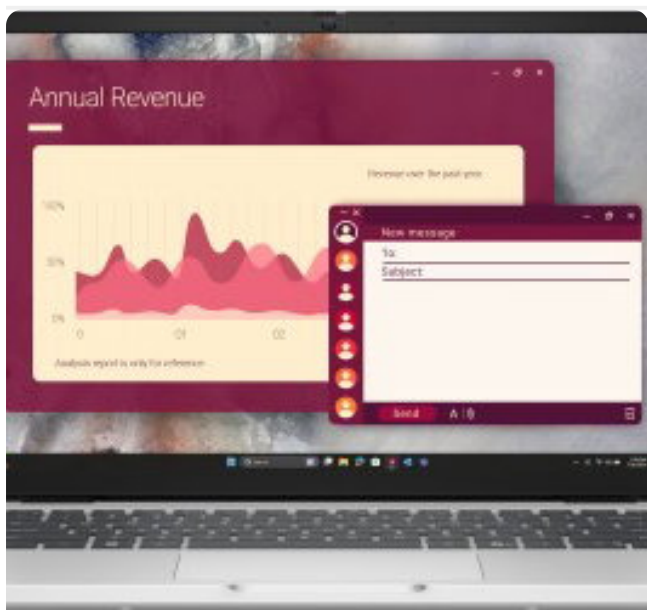 Annual Revenue
Revenue over the past year
100%
50%
0%
0 Q1 Q2
Analysis report is only for reference
New message
To:
Subject
Send A